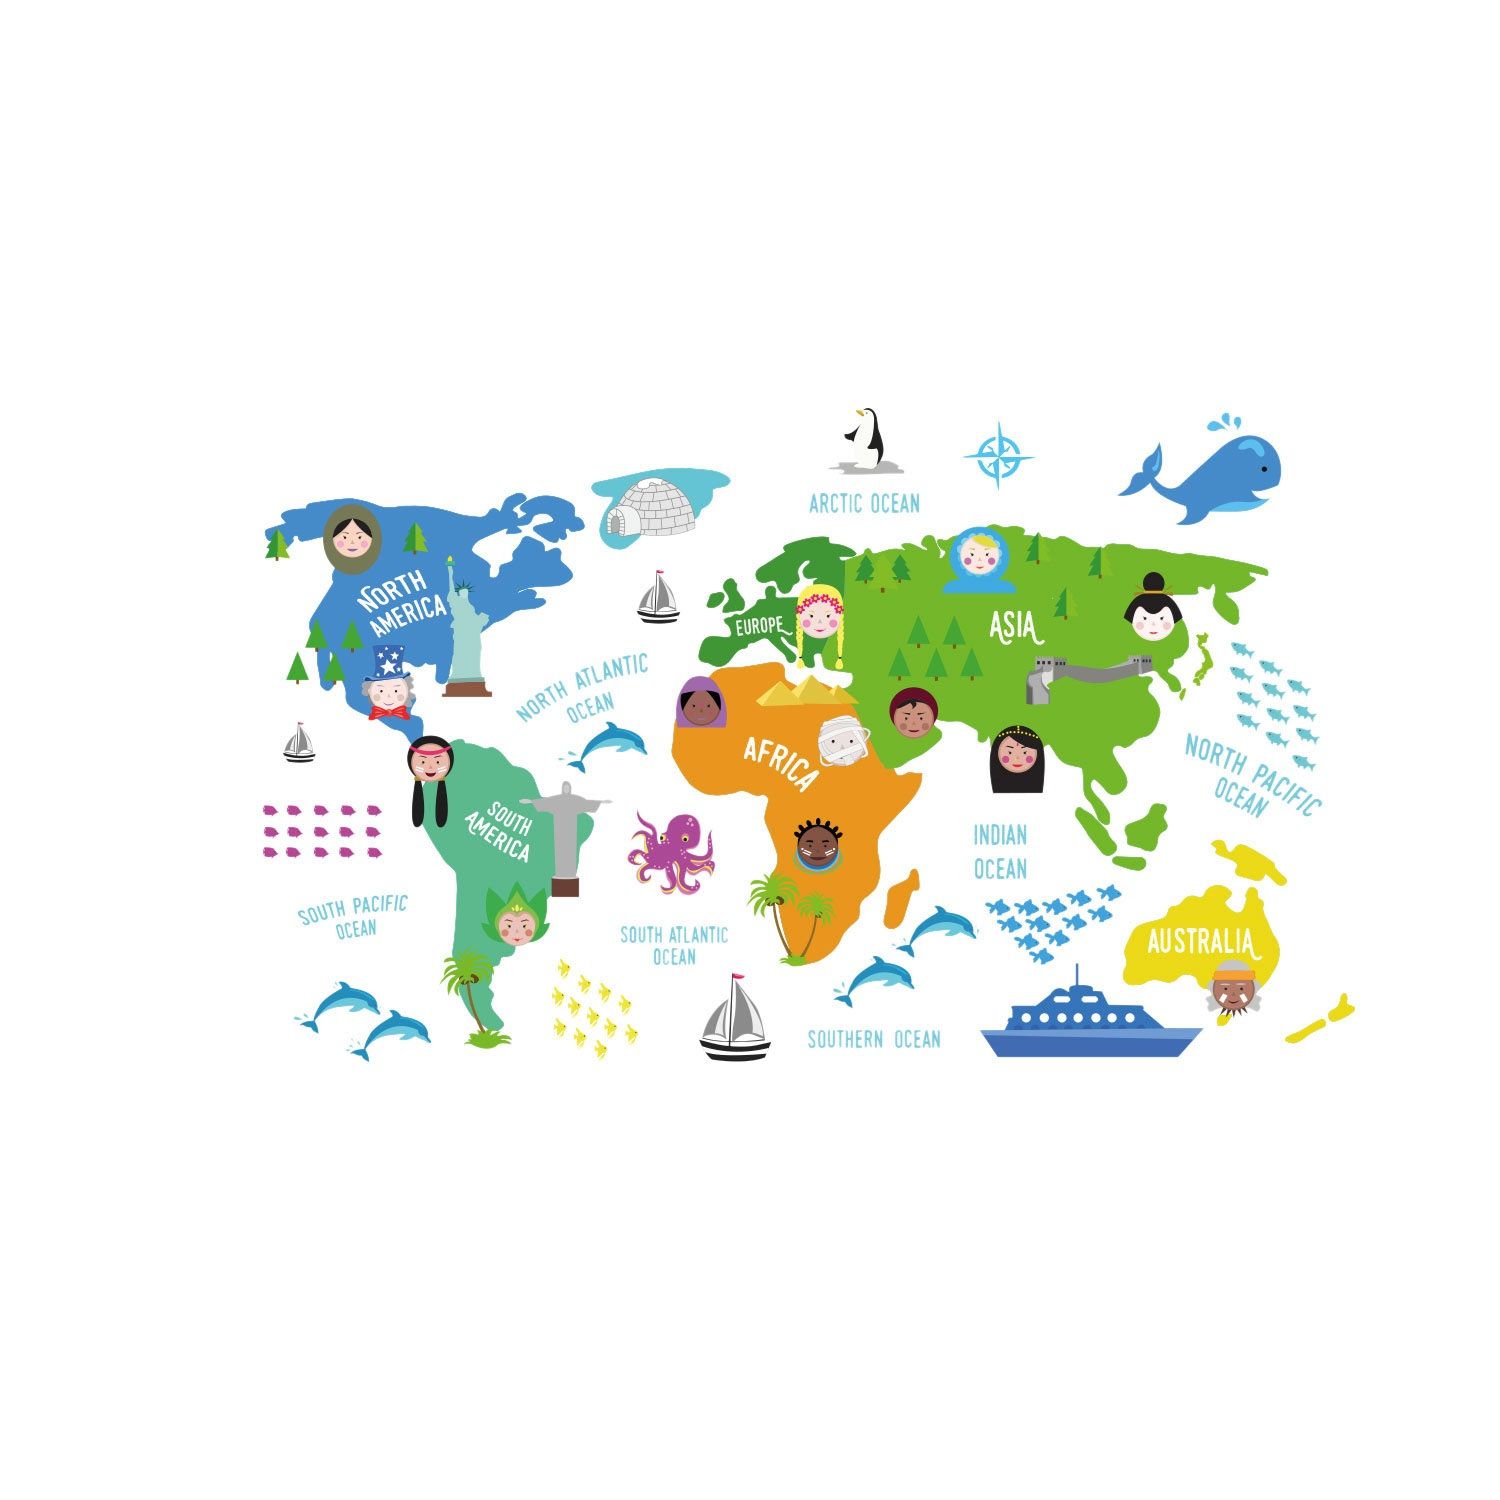 ARCTIC OCEAN
NORTH
AMERICA
EUROPE
ASIA
NORTH ATLANTIC
OCEAN
AFRICA
NORTH PACIFIC
OCEAN
SOUTH
AMERICA
INDIAN
OCEAN
SOUTH PACIFIC
OCEAN
SOUTH ATLANTIC
OCEAN
AUSTRALIA
SOUTHERN OCEAN